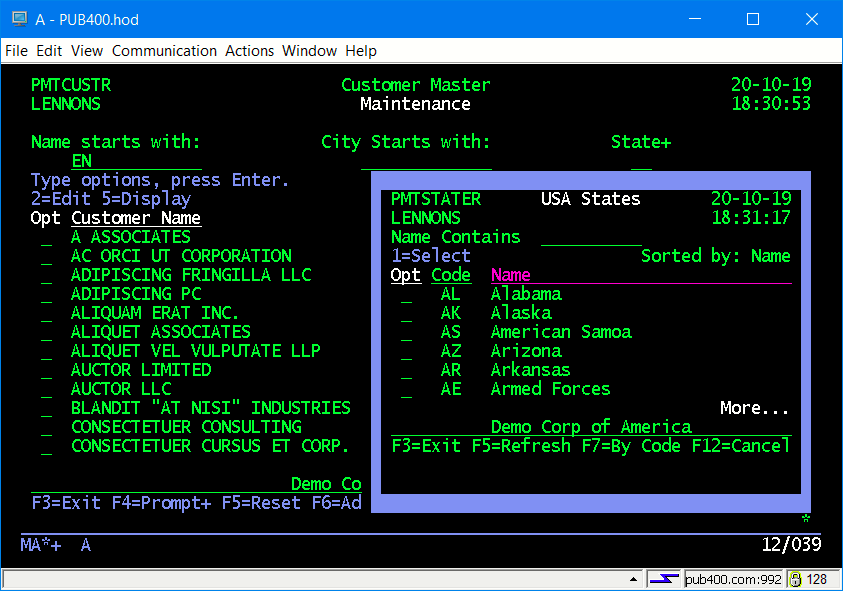 A - PUB400.hod
File Edit View Communication Actions Window Help
PMTCUSTR Customer Master 20-10-19
LENNONS Maintenance 18:30:53
Name starts with: City Starts with: State+
EN
Type options, press Enter.
2=Edit 5=Display
Opt Customer Name
A ASSOCIATES
AC ORCI UT CORPORATION
ADIPISCING FRINGILLA LLC
ADIPISCING PC
ALIQUAM ERAT INC.
ALIQUET ASSOCIATES
ALIQUET VEL VULPUTATE LLP
AUCTOR LIMITED
AUCTOR LLC
BLANDIT "AT NISI" INDUSTRIES
CONSECTETUER CONSULTING
CONSECTETUER CURSUS ET CORP.
Demo Co
F3=Exit F4=Prompt+ F5=Reset F6=Ad
PMTSTATER USA States 20-10-19
LENNONS 18:31:17
Name Contains
1=Select Sorted by: Name
Opt Code Name
AL Alabama
AK Alaska
AS American Samoa
AZ Arizona
AR Arkansas
AE Armed Forces
More...
Demo Corp of America
F3=Exit F5=Refresh F7=By Code F12=Cancel
*
MA*+ A 12/039
pub400.com:992 128